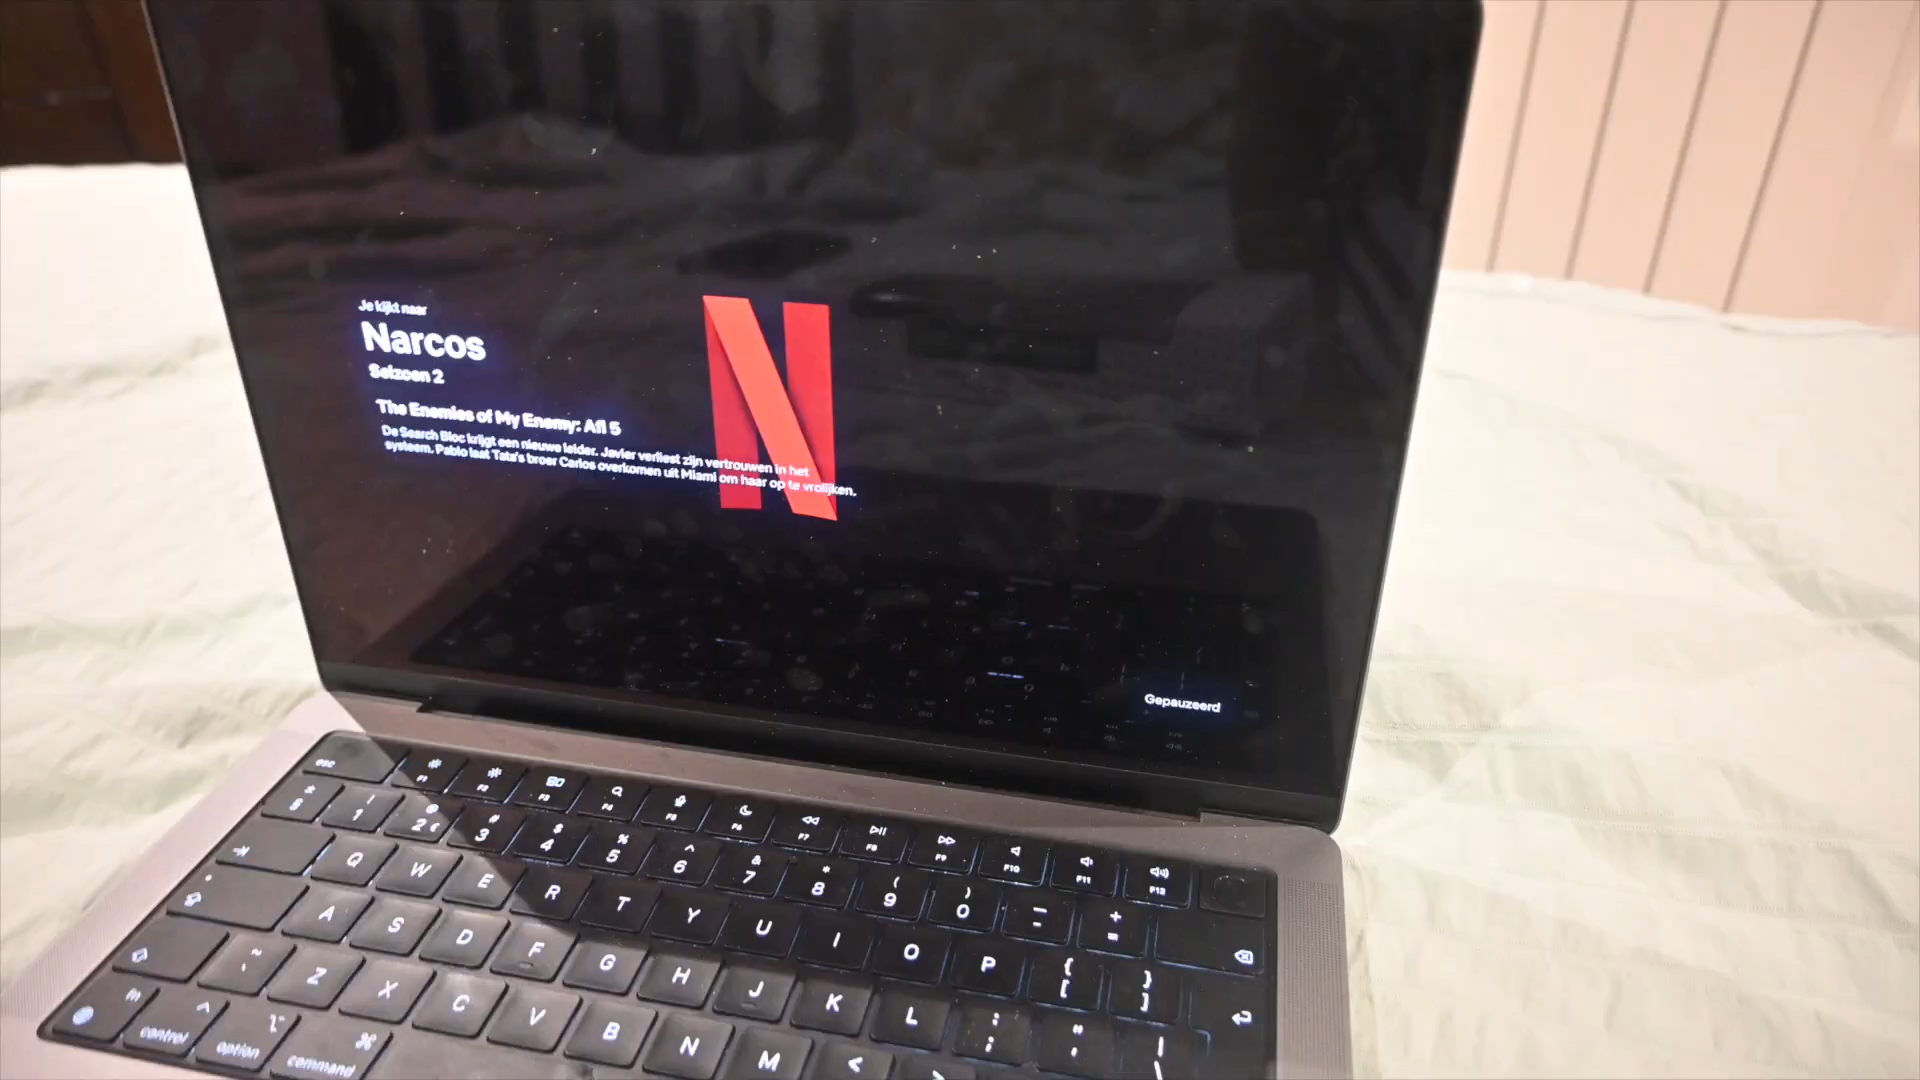 Je kijkt naar
Narcos
Seizoen 2
The Enemies of My Enemy: Afl 5
De Search Bloc krijgt een nieuwe leider. Javier verliest zijn vertrouwen in het
systeem. Pablo laat Tata's broer Carlos overkomen uit Miami om haar op te vrolijken.
Gepauzeerd
esc F1 F2 F3 F4 F5 F6 F7 F8 F9 F10 F11 F12
± ! @ # $ % ^ & * ( ) – +
§ 1 2 € 3 4 5 6 7 8 9 0 - =
Q W E R T Y U I O P { [ } ]
A S D F G H J K L : ; " ' | \
~ ` Z X C V B N M < >
fn control option command